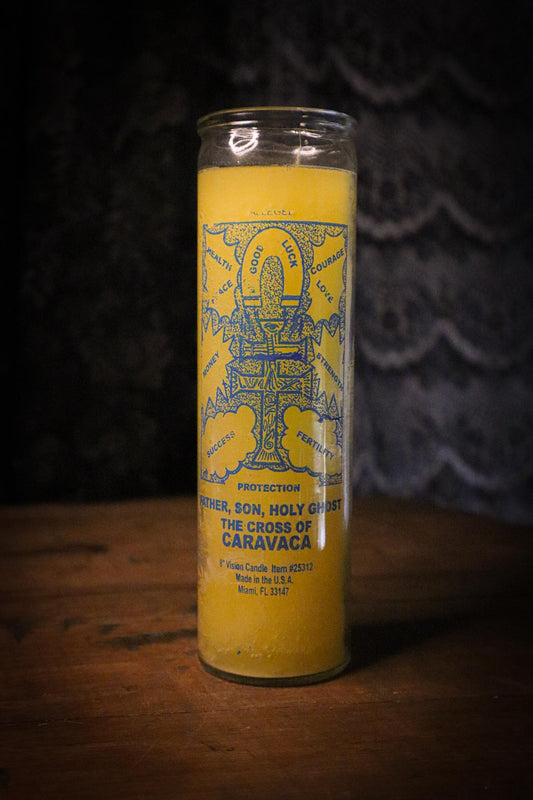 GOOD LUCK
HEALTH
COURAGE
LOVE
MONEY
STRENGTH
SUCCESS
FERTILITY
PROTECTION
FATHER, SON, HOLY GHOST
THE CROSS OF
CARAVACA
8" Vision Candle Item #25312
Made in the U.S.A.
Miami, FL 33147